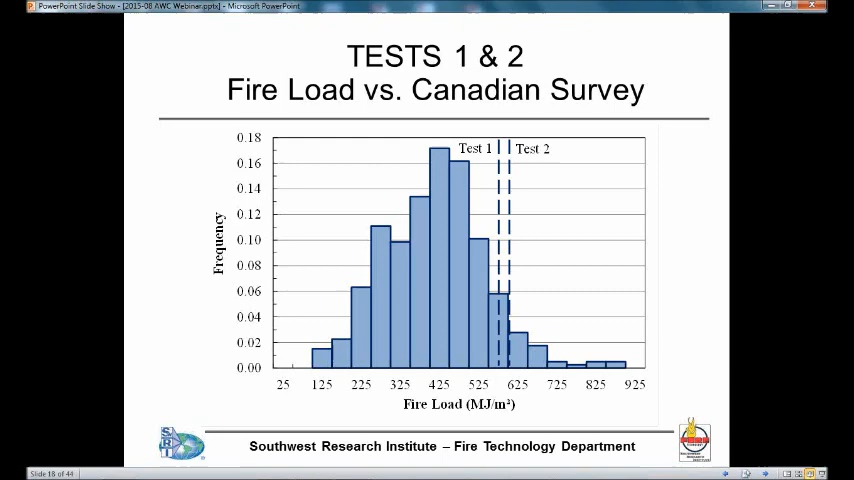 PowerPoint Slide Show - [2015-08 AWC Webinar.pptx] - Microsoft PowerPoint
TESTS 1 & 2
Fire Load vs. Canadian Survey
0.18
0.16
0.14
0.12
0.10
0.08
0.06
0.04
0.02
0.00
Frequency
Test 1
Test 2
25 125 225 325 425 525 625 725 825 925
Fire Load (MJ/m²)
SRI
Southwest Research Institute – Fire Technology Department
Slide 18 of 44